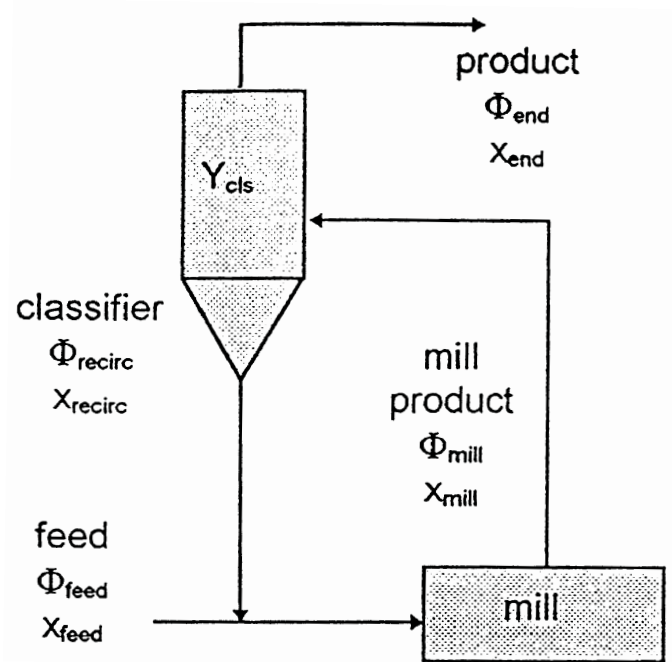 product
Φend
xend
Ycls
classifier
Φrecirc
xrecirc
mill
product
Φmill
xmill
feed
Φfeed
xfeed
mill